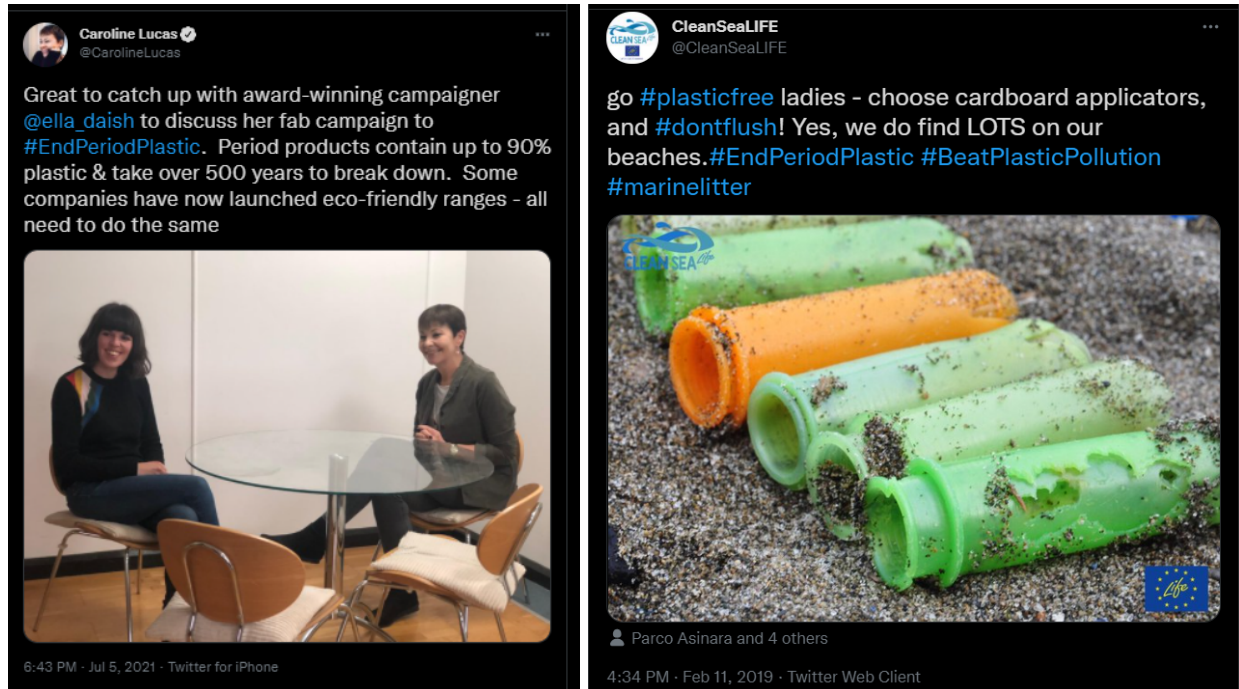 Caroline Lucas
@CarolineLucas
Great to catch up with award-winning campaigner
@ella_daish to discuss her fab campaign to
#EndPeriodPlastic. Period products contain up to 90%
plastic & take over 500 years to break down. Some
companies have now launched eco-friendly ranges - all
need to do the same
6:43 PM · Jul 5, 2021 · Twitter for iPhone
CLEAN SEA
CleanSeaLIFE
@CleanSeaLIFE
go #plasticfree ladies - choose cardboard applicators,
and #dontflush! Yes, we do find LOTS on our
beaches.#EndPeriodPlastic #BeatPlasticPollution
#marinelitter
CLEAN SEA Life
Life
Parco Asinara and 4 others
4:34 PM · Feb 11, 2019 · Twitter Web Client